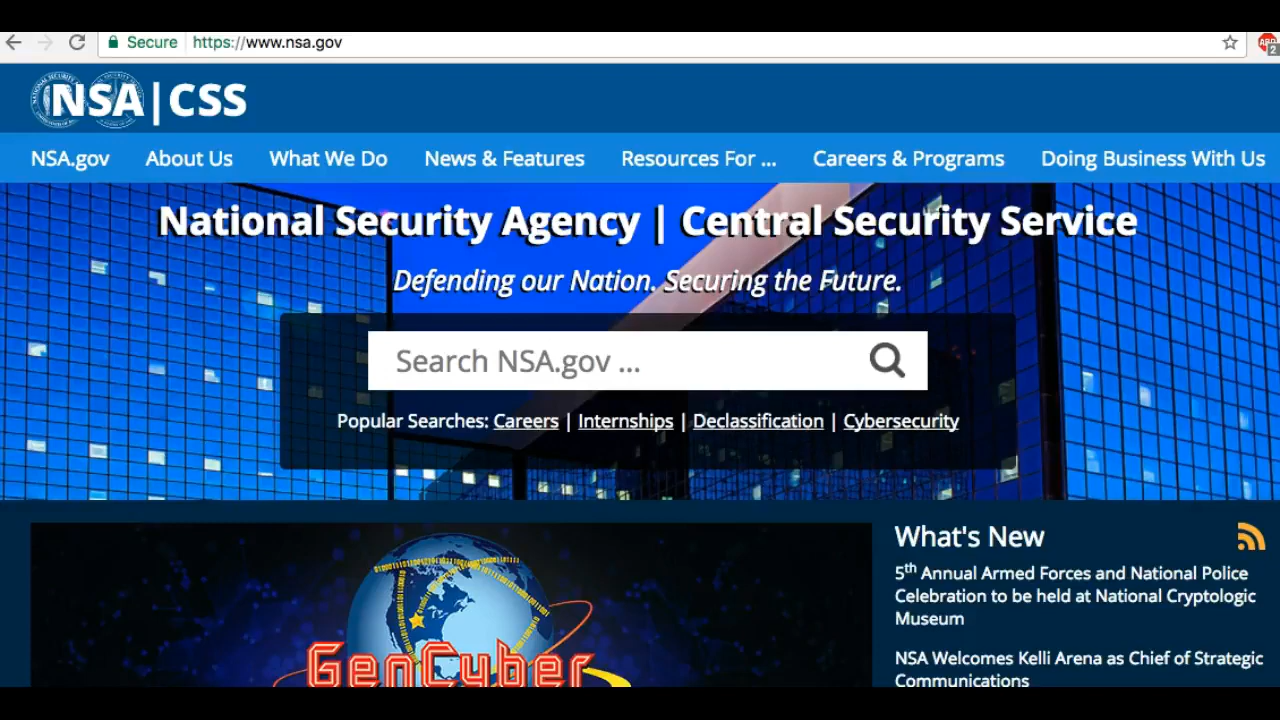 Secure https://www.nsa.gov
ABP
2
NSA|CSS
NSA.gov About Us What We Do News & Features Resources For ... Careers & Programs Doing Business With Us
National Security Agency | Central Security Service
Defending our Nation. Securing the Future.
Search NSA.gov ...
Popular Searches: Careers | Internships | Declassification | Cybersecurity
GenCyber
What's New
5th Annual Armed Forces and National Police
Celebration to be held at National Cryptologic
Museum
NSA Welcomes Kelli Arena as Chief of Strategic
Communications